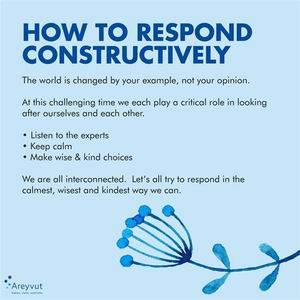 HOW TO RESPOND
CONSTRUCTIVELY
The world is changed by your example, not your opinion.
At this challenging time we each play a critical role in looking
after ourselves and each other.
• Listen to the experts
• Keep calm
• Make wise & kind choices
We are all interconnected. Let's all try to respond in the
calmest, wisest and kindest way we can.
Areyvut